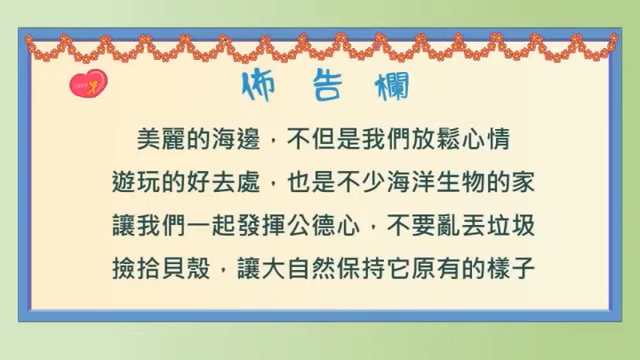 佈告欄
美麗的海邊，不但是我們放鬆心情
遊玩的好去處，也是不少海洋生物的家
讓我們一起發揮公德心，不要亂丟垃圾
撿拾貝殼，讓大自然保持它原有的樣子